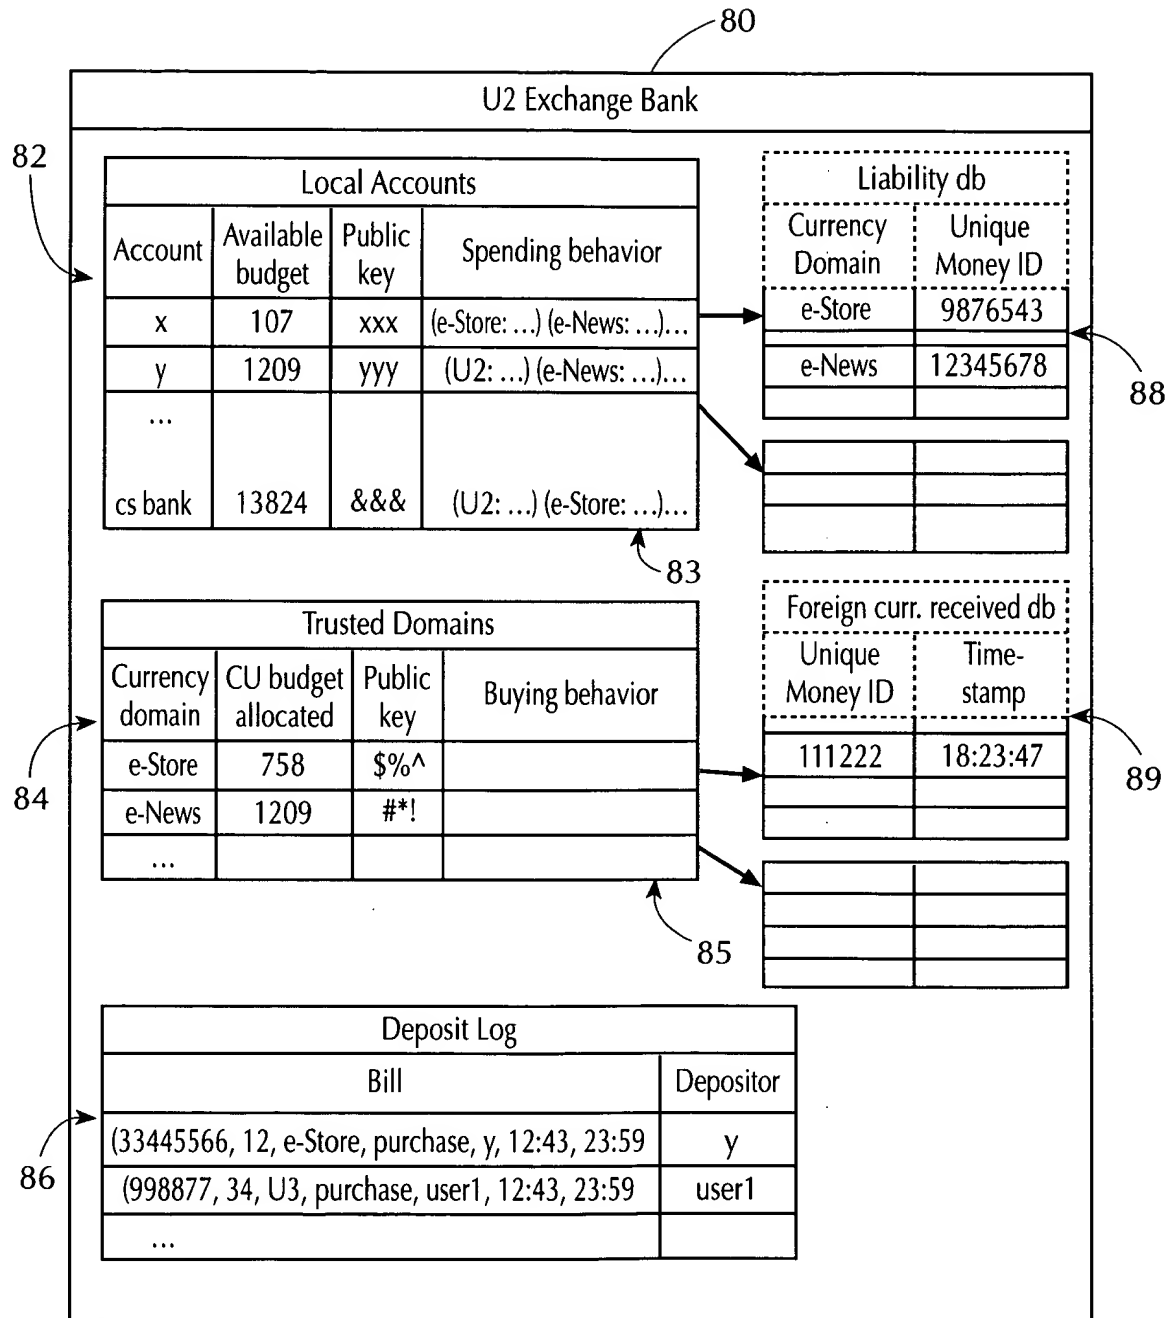 80
U2 Exchange Bank
82
Local Accounts
Account Available budget Public key Spending behavior
x 107 xxx (e-Store: ...) (e-News: ...)...
y 1209 yyy (U2: ...) (e-News: ...)...
...
cs bank 13824 &&& (U2: ...) (e-Store: ...)...
83
Liability db
Currency Domain Unique Money ID
e-Store 9876543
e-News 12345678
88
Trusted Domains
Currency domain CU budget allocated Public key Buying behavior
e-Store 758 $%^
e-News 1209 #*!
...
84
85
Foreign curr. received db
Unique Money ID Time-stamp
111222 18:23:47
89
Deposit Log
Bill Depositor
(33445566, 12, e-Store, purchase, y, 12:43, 23:59 y
(998877, 34, U3, purchase, user1, 12:43, 23:59 user1
...
86